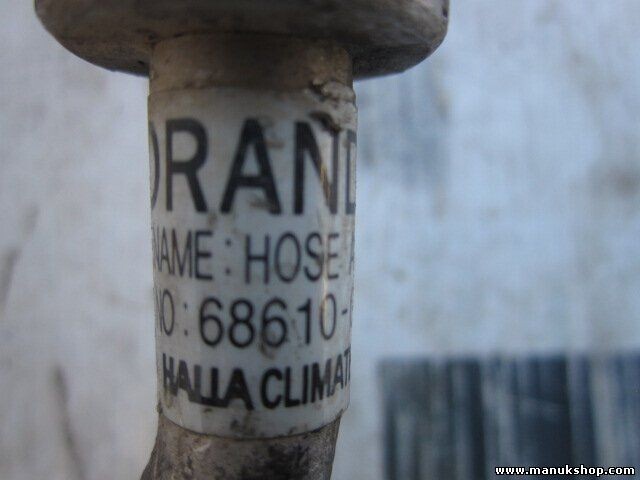 ORAND
NAME: HOSE A
NO: 68610-
HALLA CLIMAT
www.manukshop.com